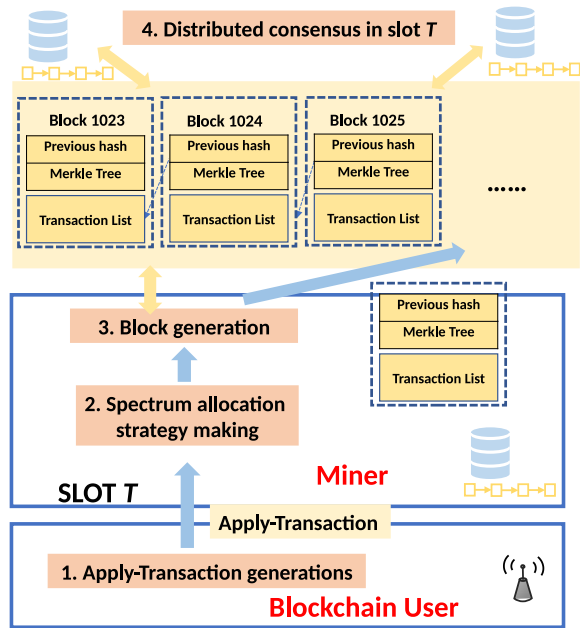 4. Distributed consensus in slot T
Block 1023
Previous hash
Merkle Tree
Transaction List
Block 1024
Previous hash
Merkle Tree
Transaction List
Block 1025
Previous hash
Merkle Tree
Transaction List
......
3. Block generation
Previous hash
Merkle Tree
Transaction List
2. Spectrum allocation
strategy making
Miner
SLOT T
Apply-Transaction
1. Apply-Transaction generations
Blockchain User